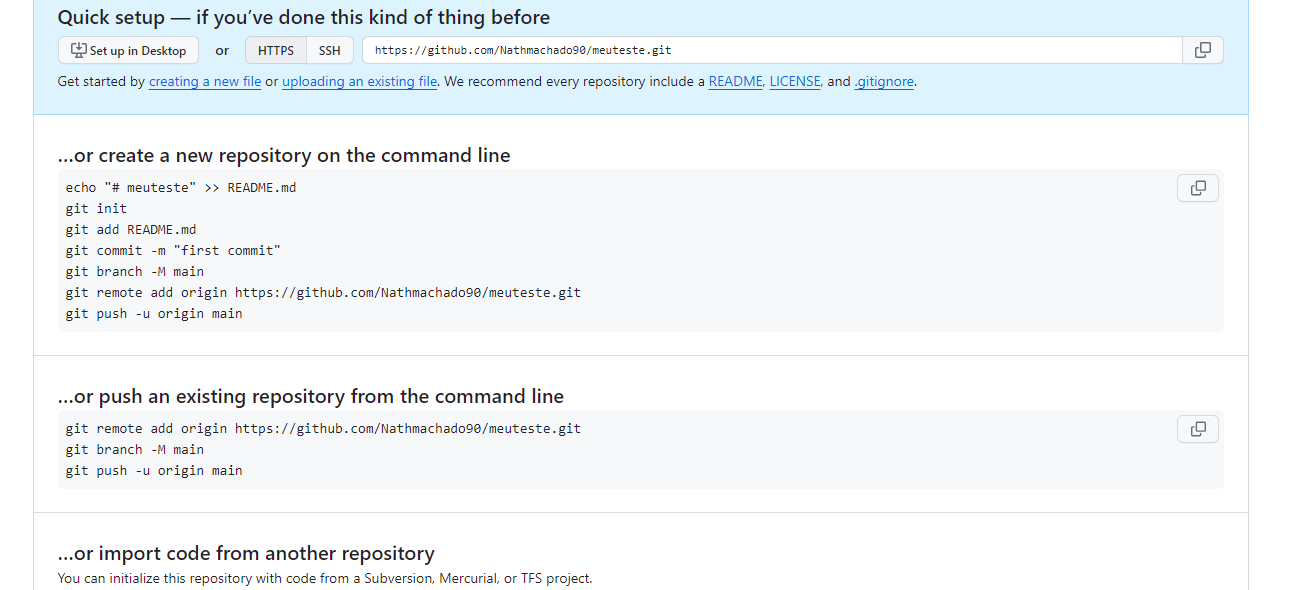 Quick setup — if you’ve done this kind of thing before
Set up in Desktop or HTTPS SSH https://github.com/Nathmachado90/meuteste.git
Get started by creating a new file or uploading an existing file. We recommend every repository include a README, LICENSE, and .gitignore.
…or create a new repository on the command line
echo "# meuteste" >> README.md
git init
git add README.md
git commit -m "first commit"
git branch -M main
git remote add origin https://github.com/Nathmachado90/meuteste.git
git push -u origin main
…or push an existing repository from the command line
git remote add origin https://github.com/Nathmachado90/meuteste.git
git branch -M main
git push -u origin main
…or import code from another repository
You can initialize this repository with code from a Subversion, Mercurial, or TFS project.